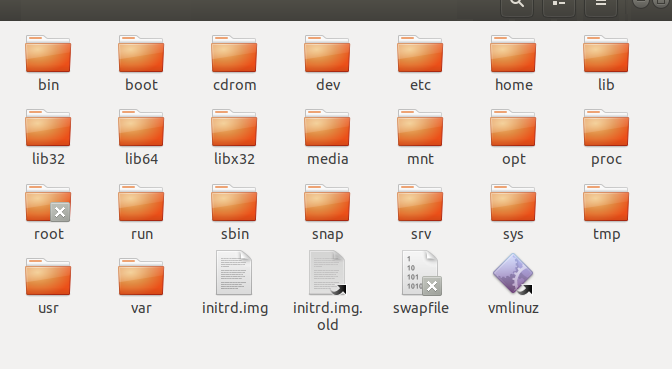 bin boot cdrom dev etc home lib
lib32 lib64 libx32 media mnt opt proc
root run sbin snap srv sys tmp
usr var initrd.img initrd.img.old swapfile vmlinuz